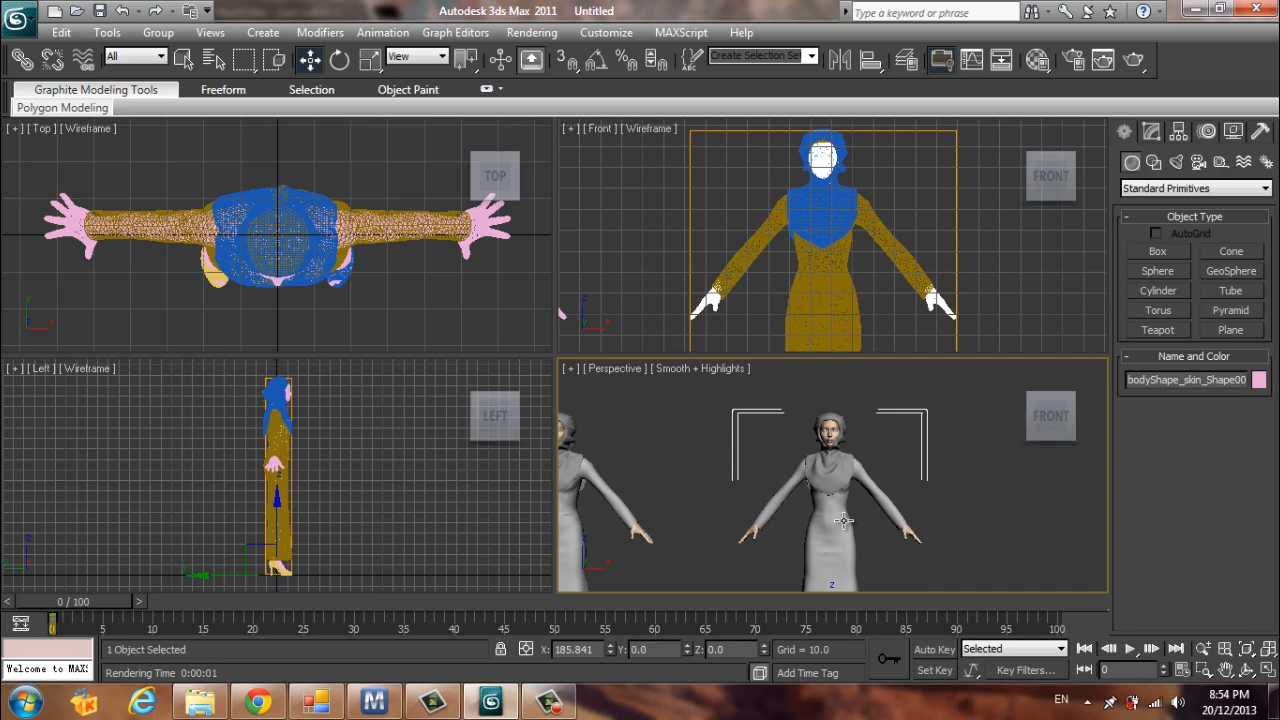 Autodesk 3ds Max 2011 Untitled
Type a keyword or phrase
Edit Tools Group Views Create Modifiers Animation Graph Editors Rendering Customize MAXScript Help
All View Create Selection Se
Graphite Modeling Tools Freeform Selection Object Paint
Polygon Modeling
[ + ] [ Top ] [ Wireframe ]
TOP
[ + ] [ Front ] [ Wireframe ]
FRONT
Standard Primitives
- Object Type
AutoGrid
Box Cone
Sphere GeoSphere
Cylinder Tube
Torus Pyramid
Teapot Plane
- Name and Color
bodyShape_skin_Shape00
[ + ] [ Left ] [ Wireframe ]
LEFT
[ + ] [ Perspective ] [ Smooth + Highlights ]
FRONT
< 0 / 100 >
0 5 10 15 20 25 30 35 40 45 50 55 60 65 70 75 80 85 90 95 100
1 Object Selected X: 185.841 Y: 0.0 Z: 0.0 Grid = 10.0 Auto Key Selected
Welcome to MAXS Rendering Time 0:00:01 Add Time Tag Set Key Key Filters... 0
EN 8:54 PM
20/12/2013